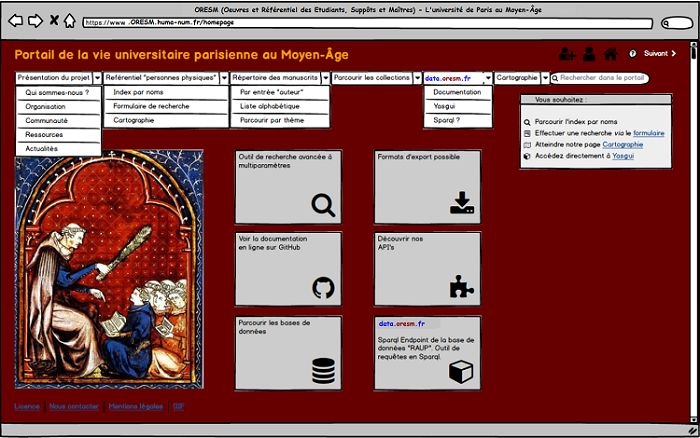 ORESM (Oeuvres et Référentiel des Etudiants, Suppôts et Maîtres) - L'université de Paris au Moyen-Âge
https://www .ORESM.huma-num.fr/homepage
Portail de la vie universitaire parisienne au Moyen-Âge
Suivant
Présentation du projet
Référentiel "personnes physiques"
Répertoire des manuscrits
Parcourir les collections
data.oresm.fr
Cartographie
Rechercher dans le portail
Qui sommes-nous ?
Organisation
Communauté
Ressources
Actualités
Index par noms
Formulaire de recherche
Cartographie
Par entrée "auteur"
Liste alphabétique
Parcourir par thème
Documentation
Yasgui
Sparql ?
Vous souhaitez :
Parcourir l'index par noms
Effectuer une recherche via le formulaire
Atteindre notre page Cartographie
Accédez directement à Yasgui
Outil de recherche avancée à
multiparamètres
Formats d'export possible
Voir la documentation
en ligne sur GitHub
Découvrir nos
API's
Parcourir les bases de
données
data.oresm.fr
Sparql Endpoint de la base de
données "RAUP". Outil de
requêtes en Sparql.
Licence
Nous contacter
Mentions légales